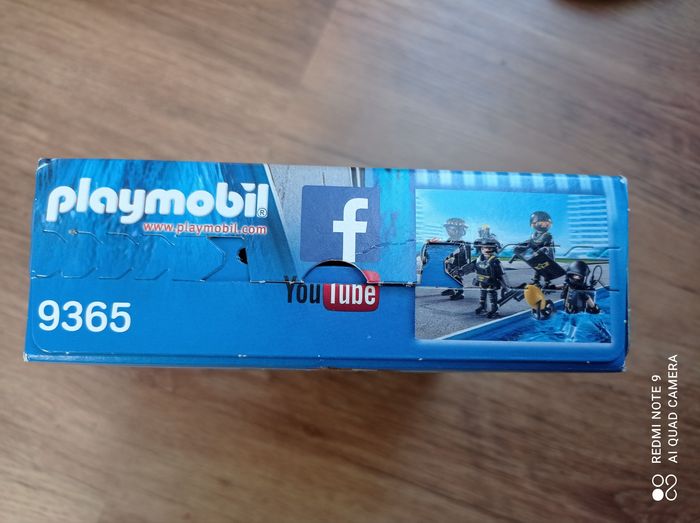 playmobil®
www.playmobil.com
f
YouTube
9365
REDMI NOTE 9
AI QUAD CAMERA